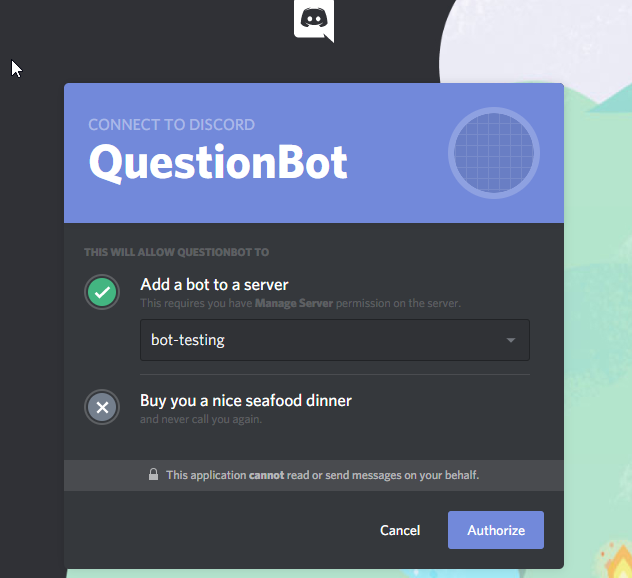 CONNECT TO DISCORD
QuestionBot
THIS WILL ALLOW QUESTIONBOT TO
Add a bot to a server
This requires you have Manage Server permission on the server.
bot-testing
Buy you a nice seafood dinner
and never call you again.
This application cannot read or send messages on your behalf.
Cancel
Authorize